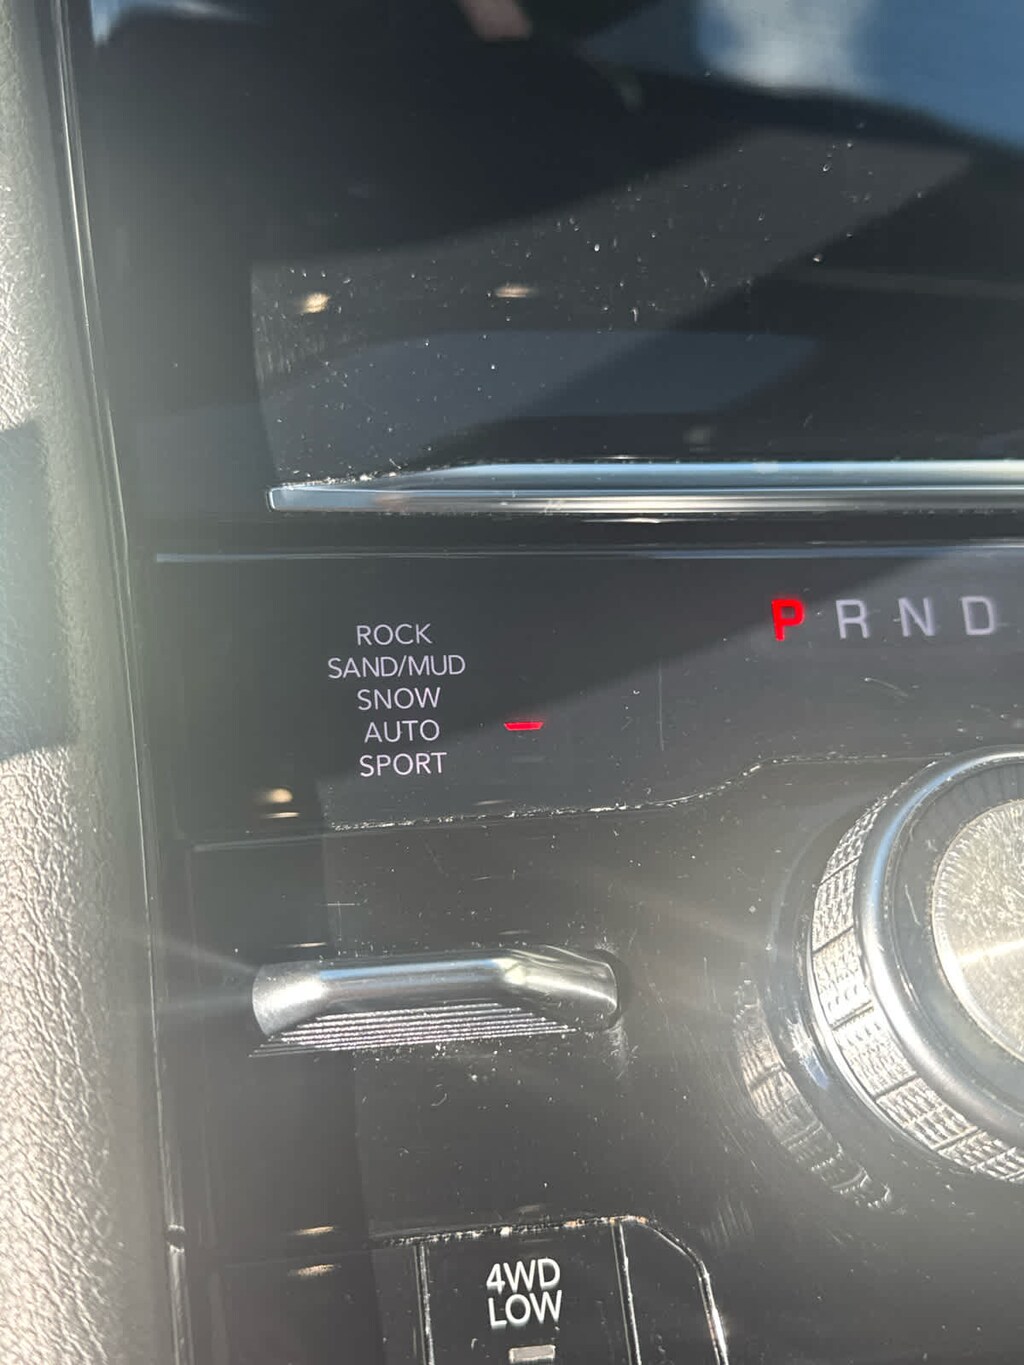 ROCK
SAND/MUD
SNOW
AUTO
SPORT
P R N D
4WD
LOW